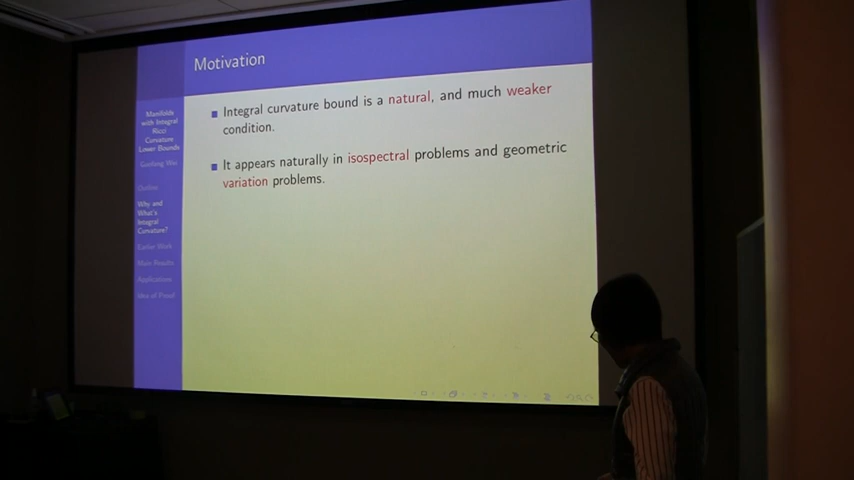 Motivation
Manifolds
with Integral
Ricci
Curvature
Lower Bounds
Guofang Wei
Outline
Why and
What's
Integral
Curvature?
Earlier Work
Main Results
Applications
Idea of Proof
Integral curvature bound is a natural, and much weaker
condition.
It appears naturally in isospectral problems and geometric
variation problems.